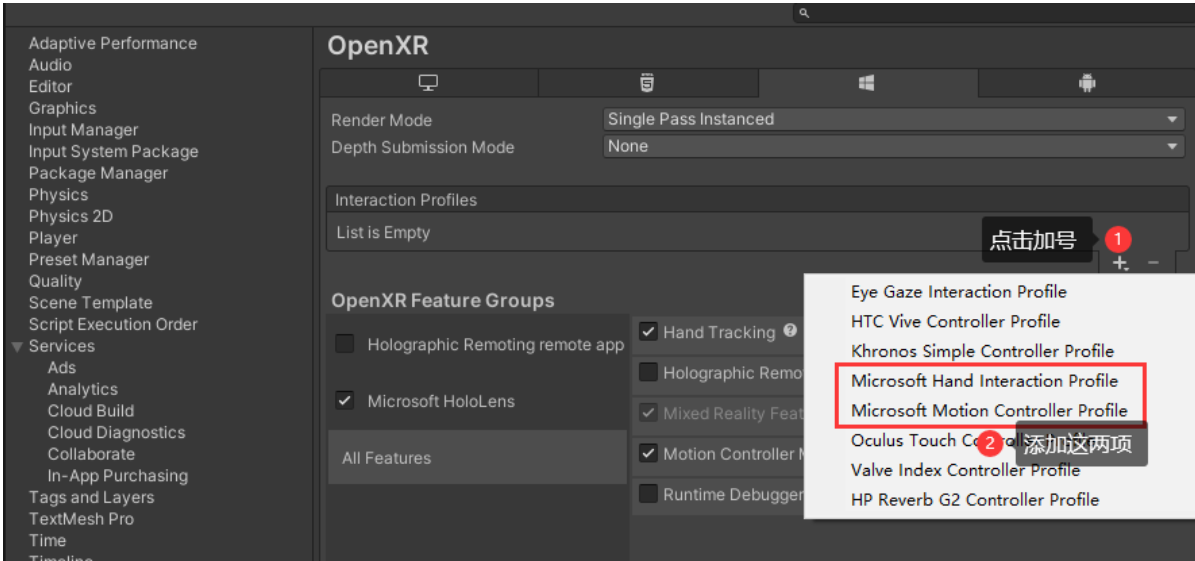 Adaptive Performance
Audio
Editor
Graphics
Input Manager
Input System Package
Package Manager
Physics
Physics 2D
Player
Preset Manager
Quality
Scene Template
Script Execution Order
Services
Ads
Analytics
Cloud Build
Cloud Diagnostics
Collaborate
In-App Purchasing
Tags and Layers
TextMesh Pro
Time
Timeline
OpenXR
Render Mode
Single Pass Instanced
Depth Submission Mode
None
Interaction Profiles
List is Empty
点击加号
1
OpenXR Feature Groups
Holographic Remoting remote app
Microsoft HoloLens
All Features
Hand Tracking
Holographic Remo
Mixed Reality Feat
Motion Controller M
Runtime Debugger
Eye Gaze Interaction Profile
HTC Vive Controller Profile
Khronos Simple Controller Profile
Microsoft Hand Interaction Profile
Microsoft Motion Controller Profile
Oculus Touch
2
添加这两项
Valve Index Controller Profile
HP Reverb G2 Controller Profile